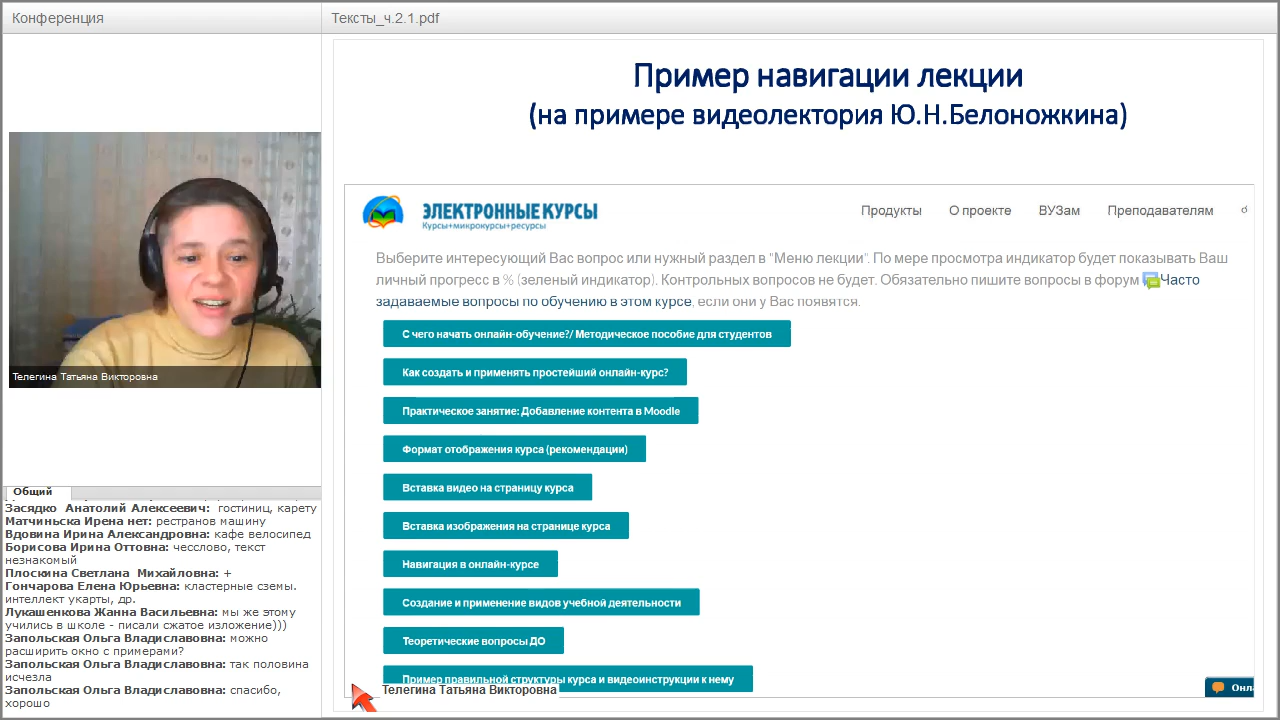 Конференция
Тексты_ч.2.1.pdf
Пример навигации лекции
(на примере видеолектория Ю.Н.Белоножкина)
ЭЛЕКТРОННЫЕ КУРСЫ
Курсы+микрокурсы+ресурсы
Продукты О проекте ВУЗам Преподавателям
Выберите интересующий Вас вопрос или нужный раздел в "Меню лекции". По мере просмотра индикатор будет показывать Ваш
личный прогресс в % (зеленый индикатор). Контрольных вопросов не будет. Обязательно пишите вопросы в форум Часто
задаваемые вопросы по обучению в этом курсе, если они у Вас появятся.
С чего начать онлайн-обучение?/ Методическое пособие для студентов
Как создать и применять простейший онлайн-курс?
Практическое занятие: Добавление контента в Moodle
Формат отображения курса (рекомендации)
Вставка видео на страницу курса
Вставка изображения на странице курса
Навигация в онлайн-курсе
Создание и применение видов учебной деятельности
Теоретические вопросы ДО
Пример правильной структуры курса и видеоинструкции к нему
Телегина Татьяна Викторовна
Онла
Телегина Татьяна Викторовна
Общий
Засядко Анатолий Алексеевич: гостиниц, карету
Матчиньска Ирена нет: рестранов машину
Вдовина Ирина Александровна: кафе велосипед
Борисова Ирина Оттовна: чесслово, текст
незнакомый
Плоскина Светлана Михайловна: +
Гончарова Елена Юрьевна: кластерные сземы.
интеллект укарты, др.
Лукашенкова Жанна Васильевна: мы же этому
учились в школе - писали сжатое изложение)))
Запольская Ольга Владиславовна: можно
расширить окно с примерами?
Запольская Ольга Владиславовна: так половина
исчезла
Запольская Ольга Владиславовна: спасибо,
хорошо